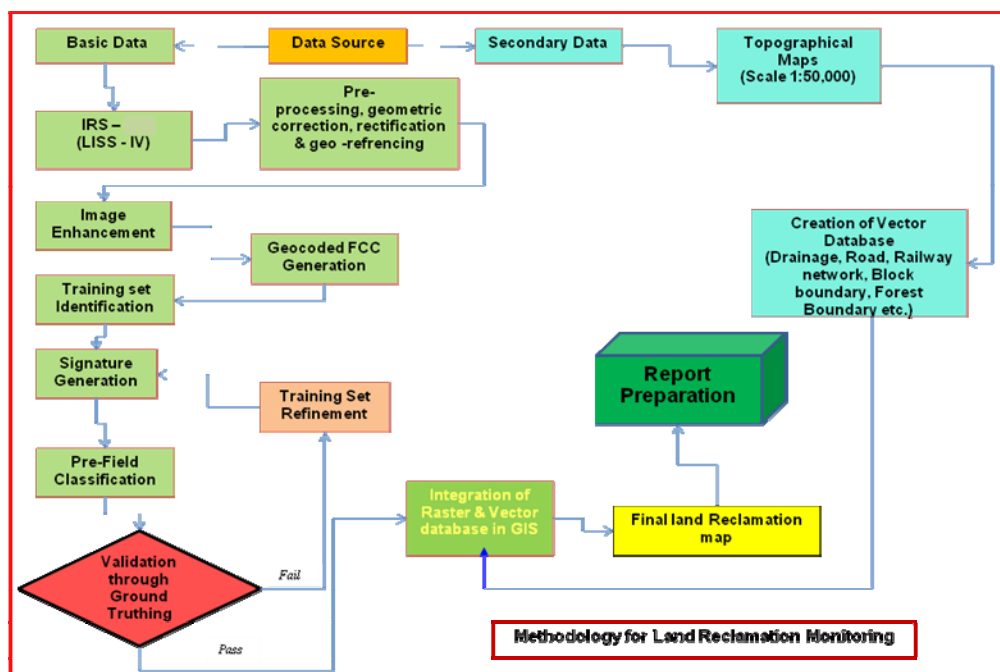 Basic Data
Data Source
Secondary Data
Topographical
Maps
(Scale 1:50,000)
IRS –
(LISS - IV)
Pre-
processing, geometric
correction, rectification
& geo -refrencing
Image
Enhancement
Geocoded FCC
Generation
Creation of Vector
Database
(Drainage, Road, Railway
network, Block
boundary, Forest
Boundary etc.)
Training set
Identification
Signature
Generation
Training Set
Refinement
Report
Preparation
Pre-Field
Classification
Integration of
Raster & Vector
database in GIS
Final land Reclamation
map
Validation
through
Ground
Truthing
Fail
Pass
Methodology for Land Reclamation Monitoring